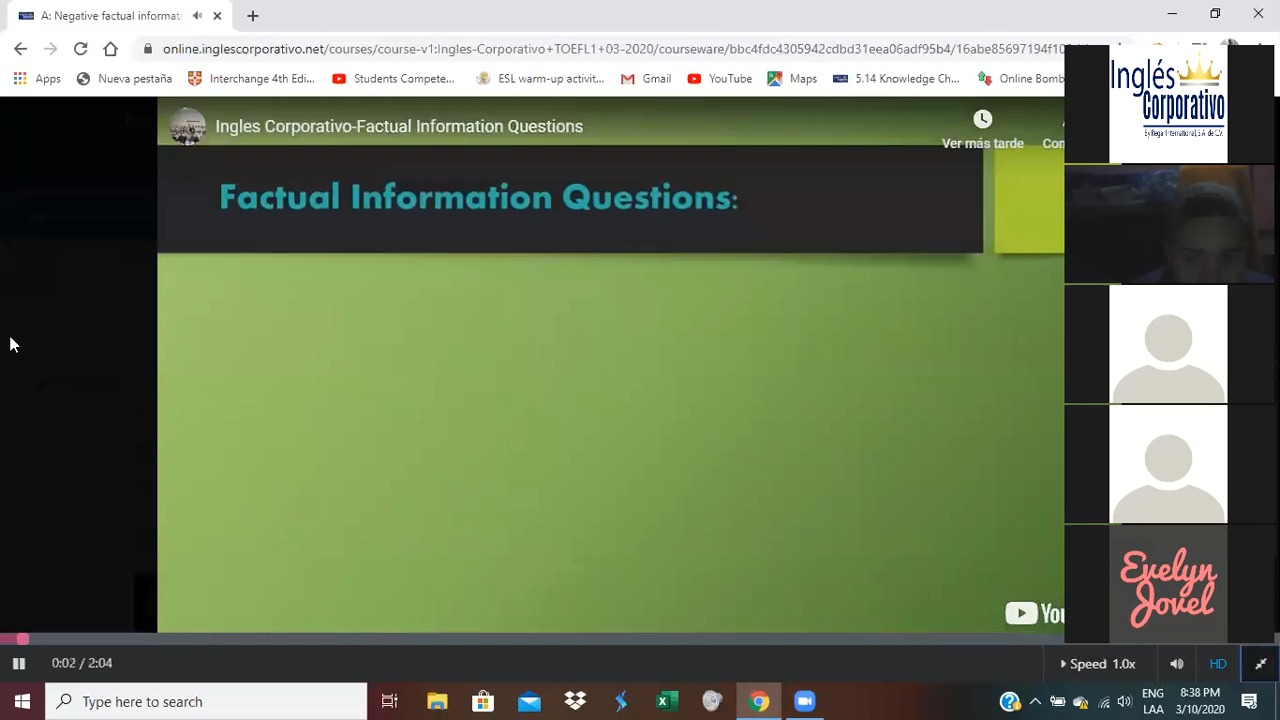 A: Negative factual informat
online.inglescorporativo.net/courses/course-v1:Ingles-Corporativo+TOEFL1+03-2020/courseware/bbc4fdc4305942cdbd31eea06adf95b4/
Apps
Nueva pestaña
Interchange 4th Edi...
Students Compete...
ESL warm-up activit...
Gmail
YouTube
Maps
5.14 Knowledge Ch...
Online Bomb
Ingles Corporativo-Factual Information Questions
Ver más tarde
Com
Factual Information Questions:
You
Inglés
Corporativo
Evelyn
Jovel
0:02 / 2:04
Speed 1.0x
HD
Type here to search
ENG
LAA
8:38 PM
3/10/2020